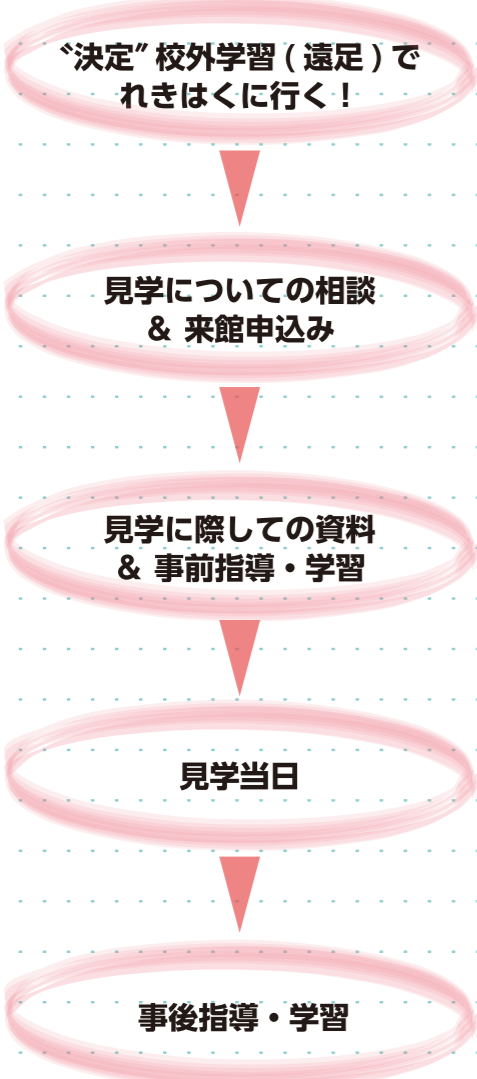 〝決定〟校外学習 ( 遠足 ) で
れきはくに行く！
見学についての相談
＆ 来館申込み
見学に際しての資料
＆ 事前指導・学習
見学当日
事後指導・学習